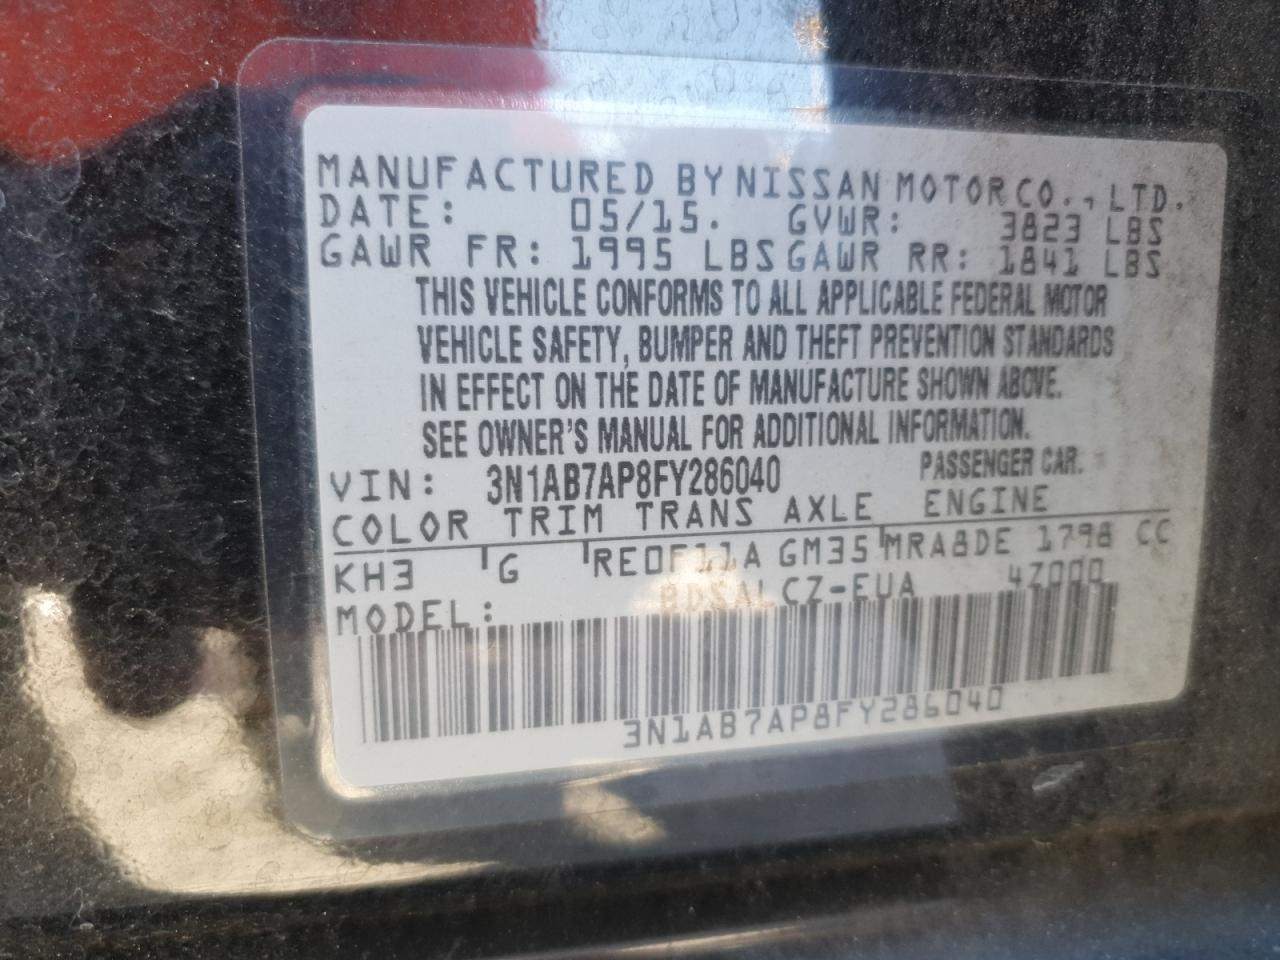 MANUFACTURED BY NISSAN MOTOR CO., LTD.
DATE: 05/15. GVWR: 3823 LBS
GAWR FR: 1995 LBS GAWR RR: 1841 LBS
THIS VEHICLE CONFORMS TO ALL APPLICABLE FEDERAL MOTOR
VEHICLE SAFETY, BUMPER AND THEFT PREVENTION STANDARDS
IN EFFECT ON THE DATE OF MANUFACTURE SHOWN ABOVE.
SEE OWNER'S MANUAL FOR ADDITIONAL INFORMATION.
VIN: 3N1AB7AP8FY286040 PASSENGER CAR.
COLOR TRIM TRANS AXLE ENGINE
KH3 G RE0F11A GM35 MRA8DE 1798 CC
MODEL: BDSALCZ-EUA 4Z000
3N1AB7AP8FY286040